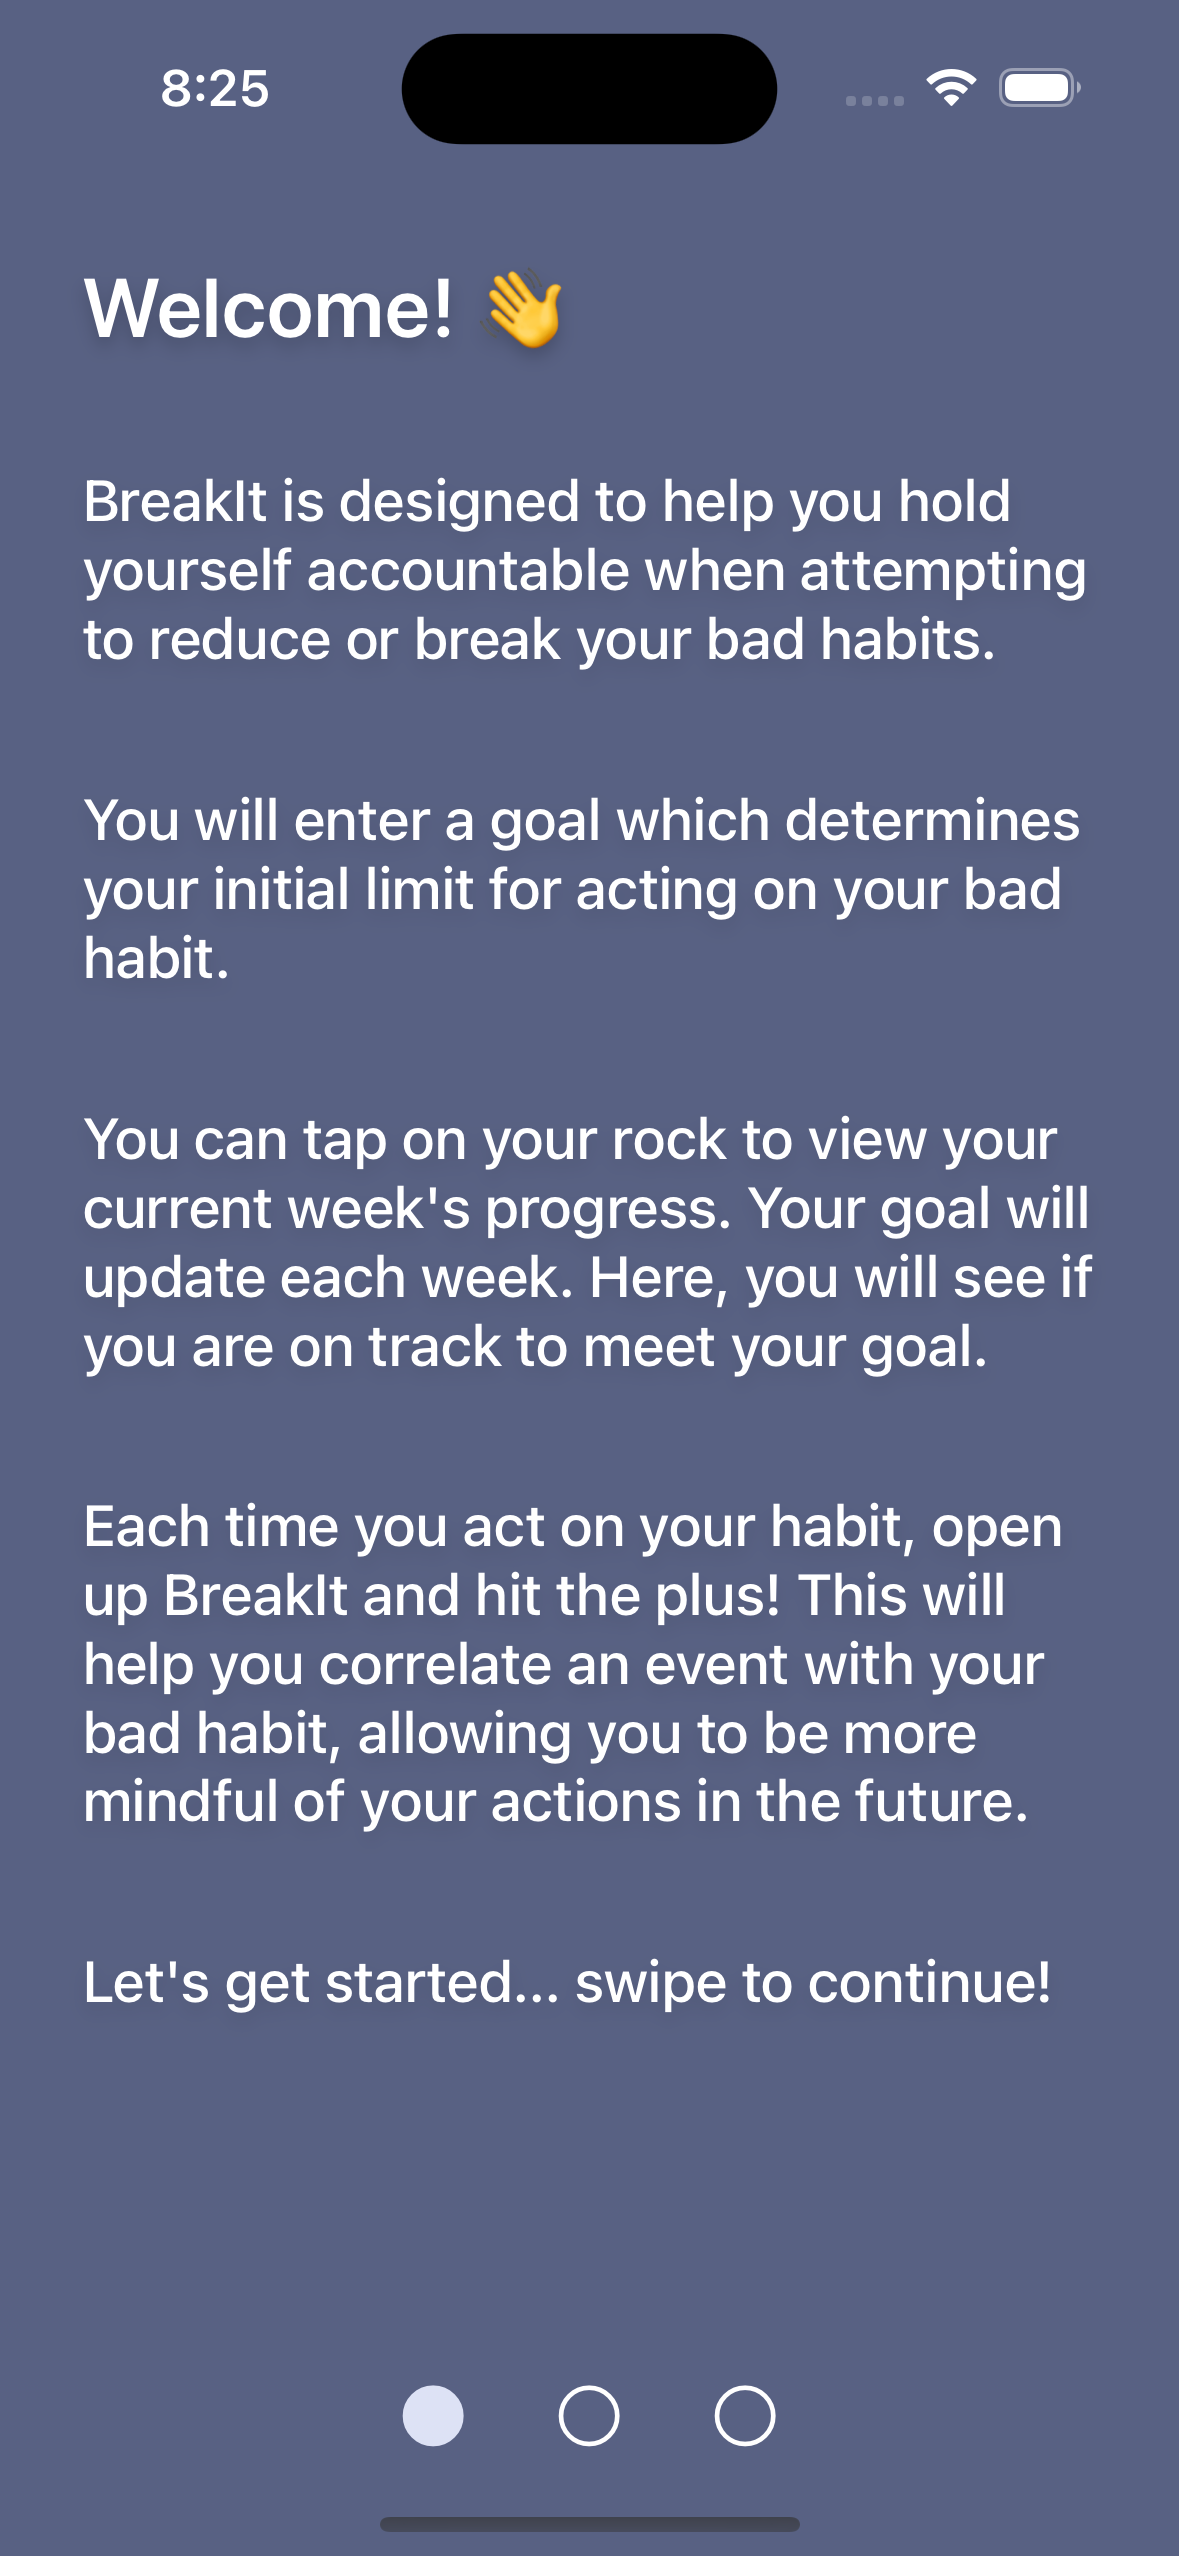 8:25
Welcome! 👋
BreakIt is designed to help you hold
yourself accountable when attempting
to reduce or break your bad habits.
You will enter a goal which determines
your initial limit for acting on your bad
habit.
You can tap on your rock to view your
current week's progress. Your goal will
update each week. Here, you will see if
you are on track to meet your goal.
Each time you act on your habit, open
up BreakIt and hit the plus! This will
help you correlate an event with your
bad habit, allowing you to be more
mindful of your actions in the future.
Let's get started... swipe to continue!